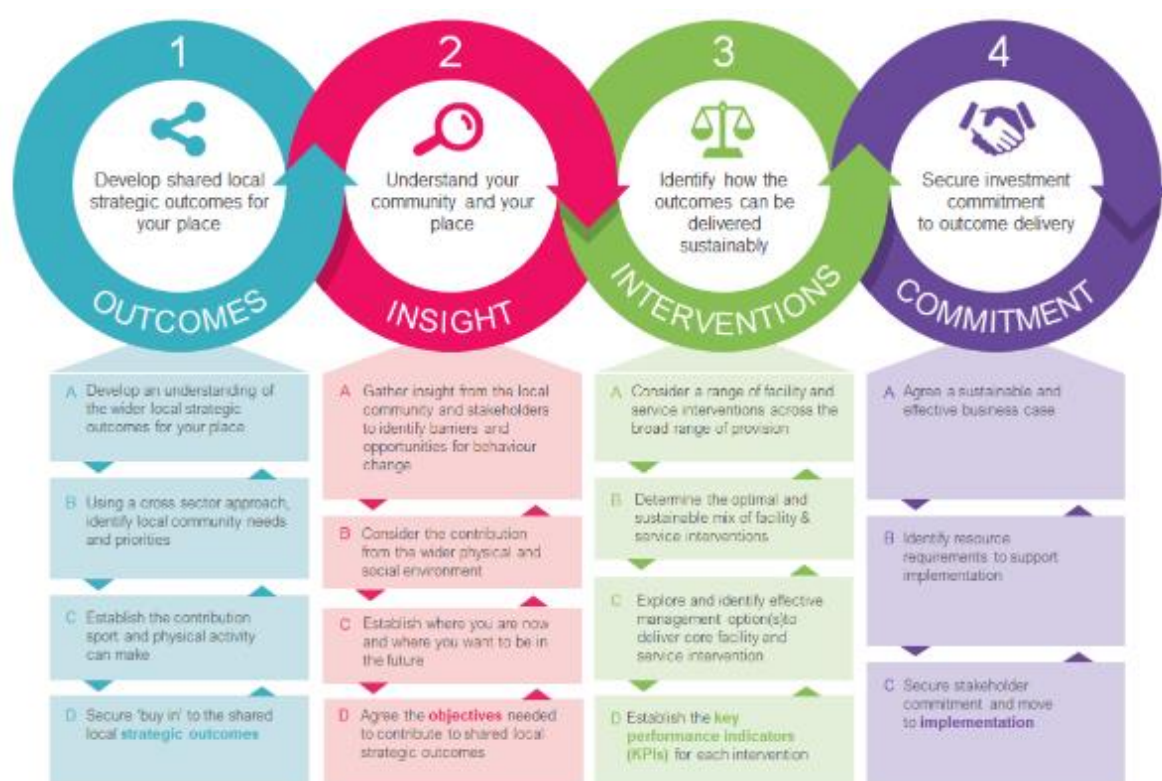 1
Develop shared local
strategic outcomes for
your place
OUTCOMES
A Develop an understanding of
the wider local strategic
outcomes for your place
B Using a cross sector approach,
identify local community needs
and priorities
C Establish the contribution
sport and physical activity
can make
D Secure 'buy in' to the shared
local strategic outcomes
2
Understand your
community and your
place
INSIGHT
A Gather insight from the local
community and stakeholders
to identify barriers and
opportunities for behaviour
change
B Consider the contribution
from the wider physical and
social environment
C Establish where you are now
and where you want to be in
the future
D Agree the objectives needed
to contribute to shared local
strategic outcomes
3
Identify how the
outcomes can be
delivered
sustainably
INTERVENTIONS
A Consider a range of facility and
service interventions across the
broad range of provision
B Determine the optimal and
sustainable mix of facility &
service interventions
C Explore and identify effective
management option(s)to
deliver core facility and
service intervention
D Establish the key
performance indicators
(KPIs) for each intervention
4
Secure investment
commitment
to outcome delivery
COMMITMENT
A Agree a sustainable and
effective business case
B Identify resource
requirements to support
implementation
C Secure stakeholder
commitment and move
to implementation